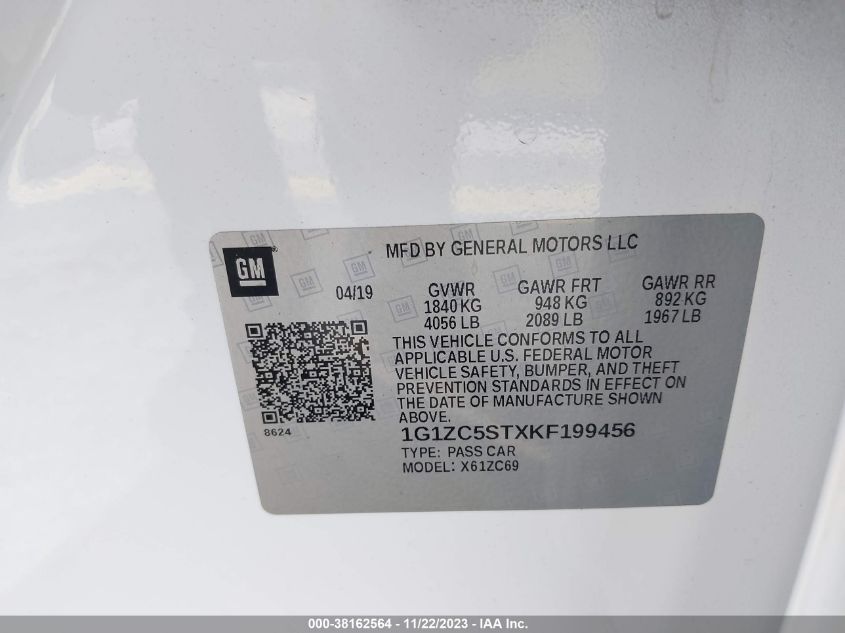 GM
MFD BY GENERAL MOTORS LLC
04/19
GVWR GAWR FRT GAWR RR
1840 KG 948 KG 892 KG
4056 LB 2089 LB 1967 LB
THIS VEHICLE CONFORMS TO ALL
APPLICABLE U.S. FEDERAL MOTOR
VEHICLE SAFETY, BUMPER, AND THEFT
PREVENTION STANDARDS IN EFFECT ON
THE DATE OF MANUFACTURE SHOWN
ABOVE.
8624
1G1ZC5STXKF199456
TYPE: PASS CAR
MODEL: X61ZC69
000-38162564 - 11/22/2023 - IAA Inc.